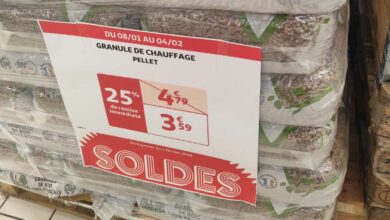 DU 08/01 AU 04/02
GRANULE DE CHAUFFAGE
PELLET
25%
de remise
immédiate
4€79
3€59
SOLDES